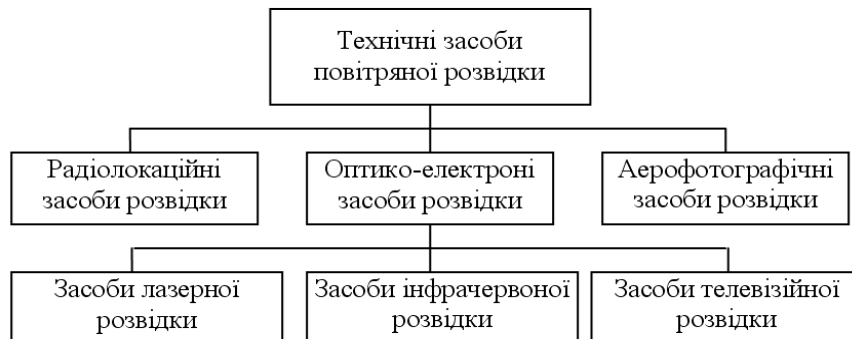 Технічні засоби
повітряної розвідки
Радіолокаційні
засоби розвідки
Оптико-електроні
засоби розвідки
Аерофотографічні
засоби розвідки
Засоби лазерної
розвідки
Засоби інфрачервоної
розвідки
Засоби телевізійної
розвідки